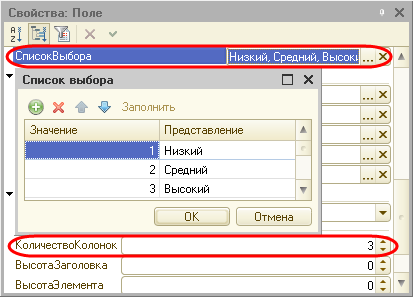 Свойства: Поле
СписокВыбора Низкий, Средний, Высоки ...
Список выбора
Заполнить
Значение Представление
1 Низкий
2 Средний
3 Высокий
ОК Отмена
КоличествоКолонок 3
ВысотаЗаголовка 0
ВысотаЭлемента 0